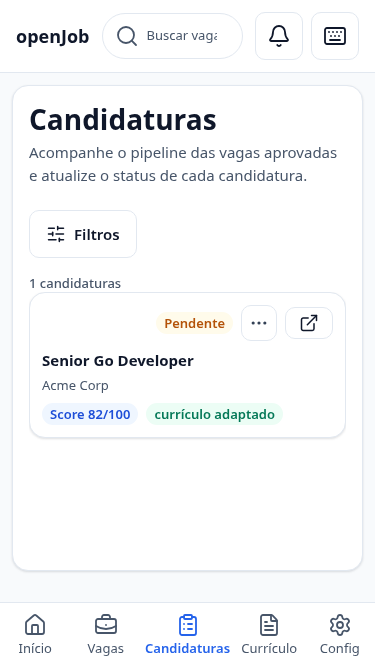 openJob
Buscar vaga
Candidaturas
Acompanhe o pipeline das vagas aprovadas
e atualize o status de cada candidatura.
Filtros
1 candidaturas
Pendente
Senior Go Developer
Acme Corp
Score 82/100
currículo adaptado
Início
Vagas
Candidaturas
Currículo
Config